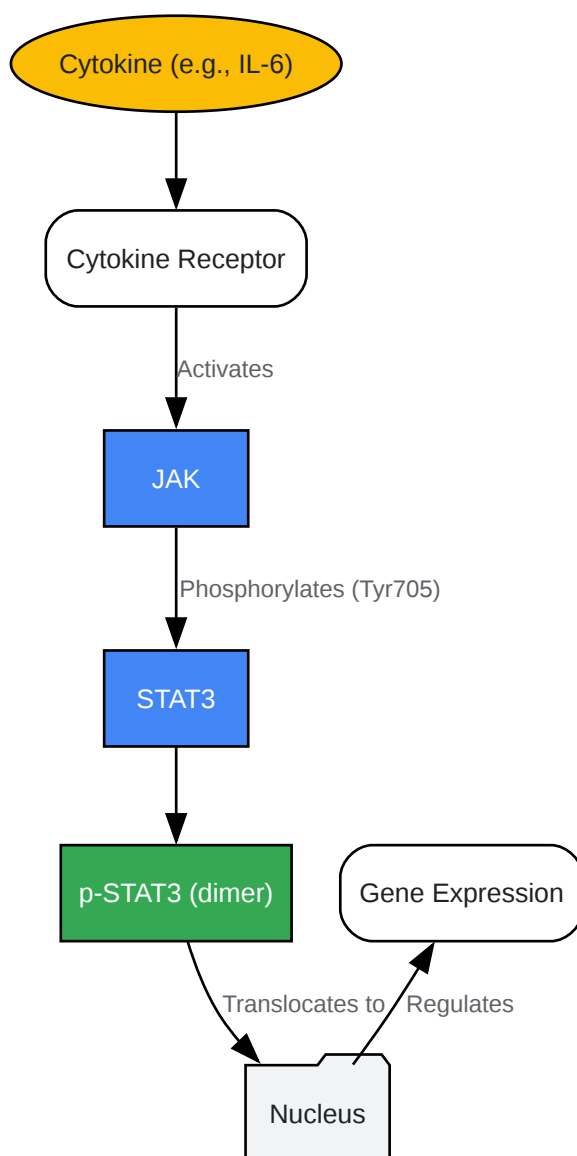 Cytokine (e.g., IL-6)
Cytokine Receptor
Activates
JAK
Phosphorylates (Tyr705)
STAT3
p-STAT3 (dimer)
Gene Expression
Translocates to
Regulates
Nucleus